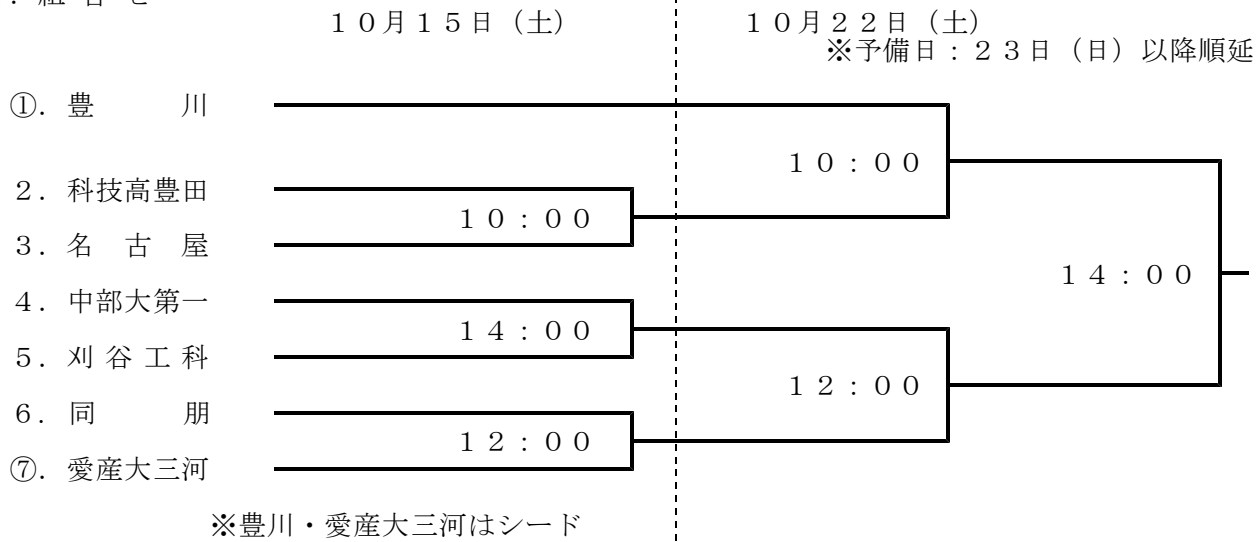 組 合 せ
１０月１５日（土） １０月２２日（土）
※予備日：２３日（日）以降順延
①．豊 川
１０：００
２．科技高豊田
１０：００
３．名 古 屋
１４：００
４．中部大第一
１４：００
５．刈 谷 工 科
１２：００
６．同 朋
１２：００
⑦．愛産大三河
※豊川・愛産大三河はシード